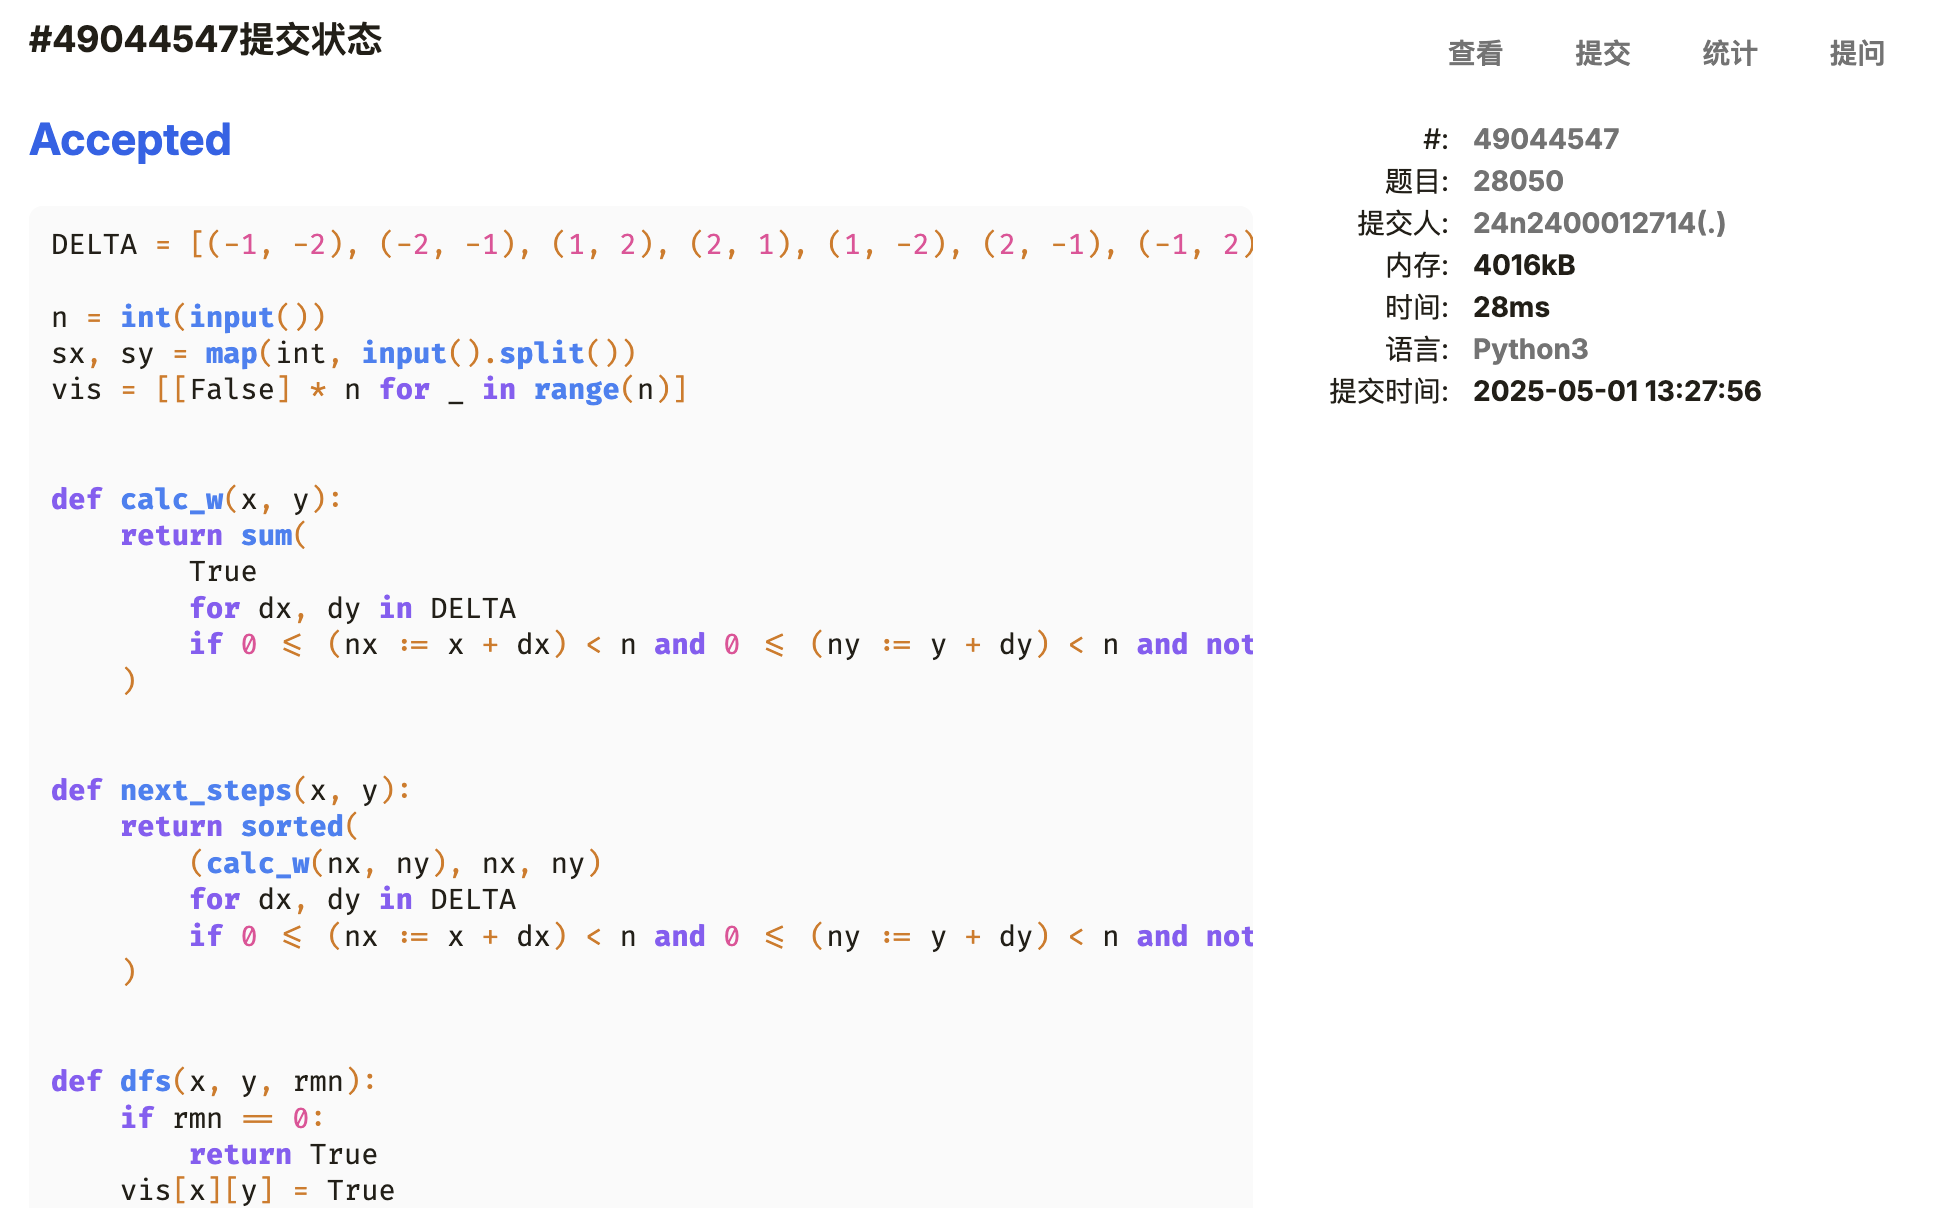 #49044547提交状态
查看 提交 统计 提问
Accepted
DELTA = [(-1, -2), (-2, -1), (1, 2), (2, 1), (1, -2), (2, -1), (-1, 2)
n = int(input())
sx, sy = map(int, input().split())
vis = [[False] * n for _ in range(n)]
def calc_w(x, y):
    return sum(
        True
        for dx, dy in DELTA
        if 0 <= (nx := x + dx) < n and 0 <= (ny := y + dy) < n and not
    )
def next_steps(x, y):
    return sorted(
        (calc_w(nx, ny), nx, ny)
        for dx, dy in DELTA
        if 0 <= (nx := x + dx) < n and 0 <= (ny := y + dy) < n and not
    )
def dfs(x, y, rmn):
    if rmn == 0:
        return True
    vis[x][y] = True
#: 49044547
题目: 28050
提交人: 24n2400012714(.)
内存: 4016kB
时间: 28ms
语言: Python3
提交时间: 2025-05-01 13:27:56